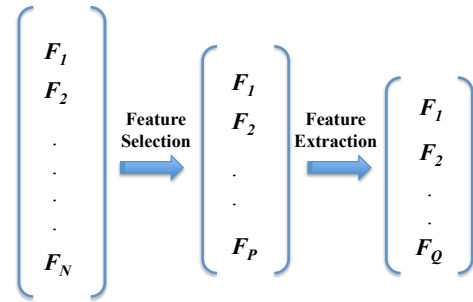 F1
F2
.
.
.
.
FN
Feature
Selection
F1
F2
.
.
FP
Feature
Extraction
F1
F2
.
.
FQ